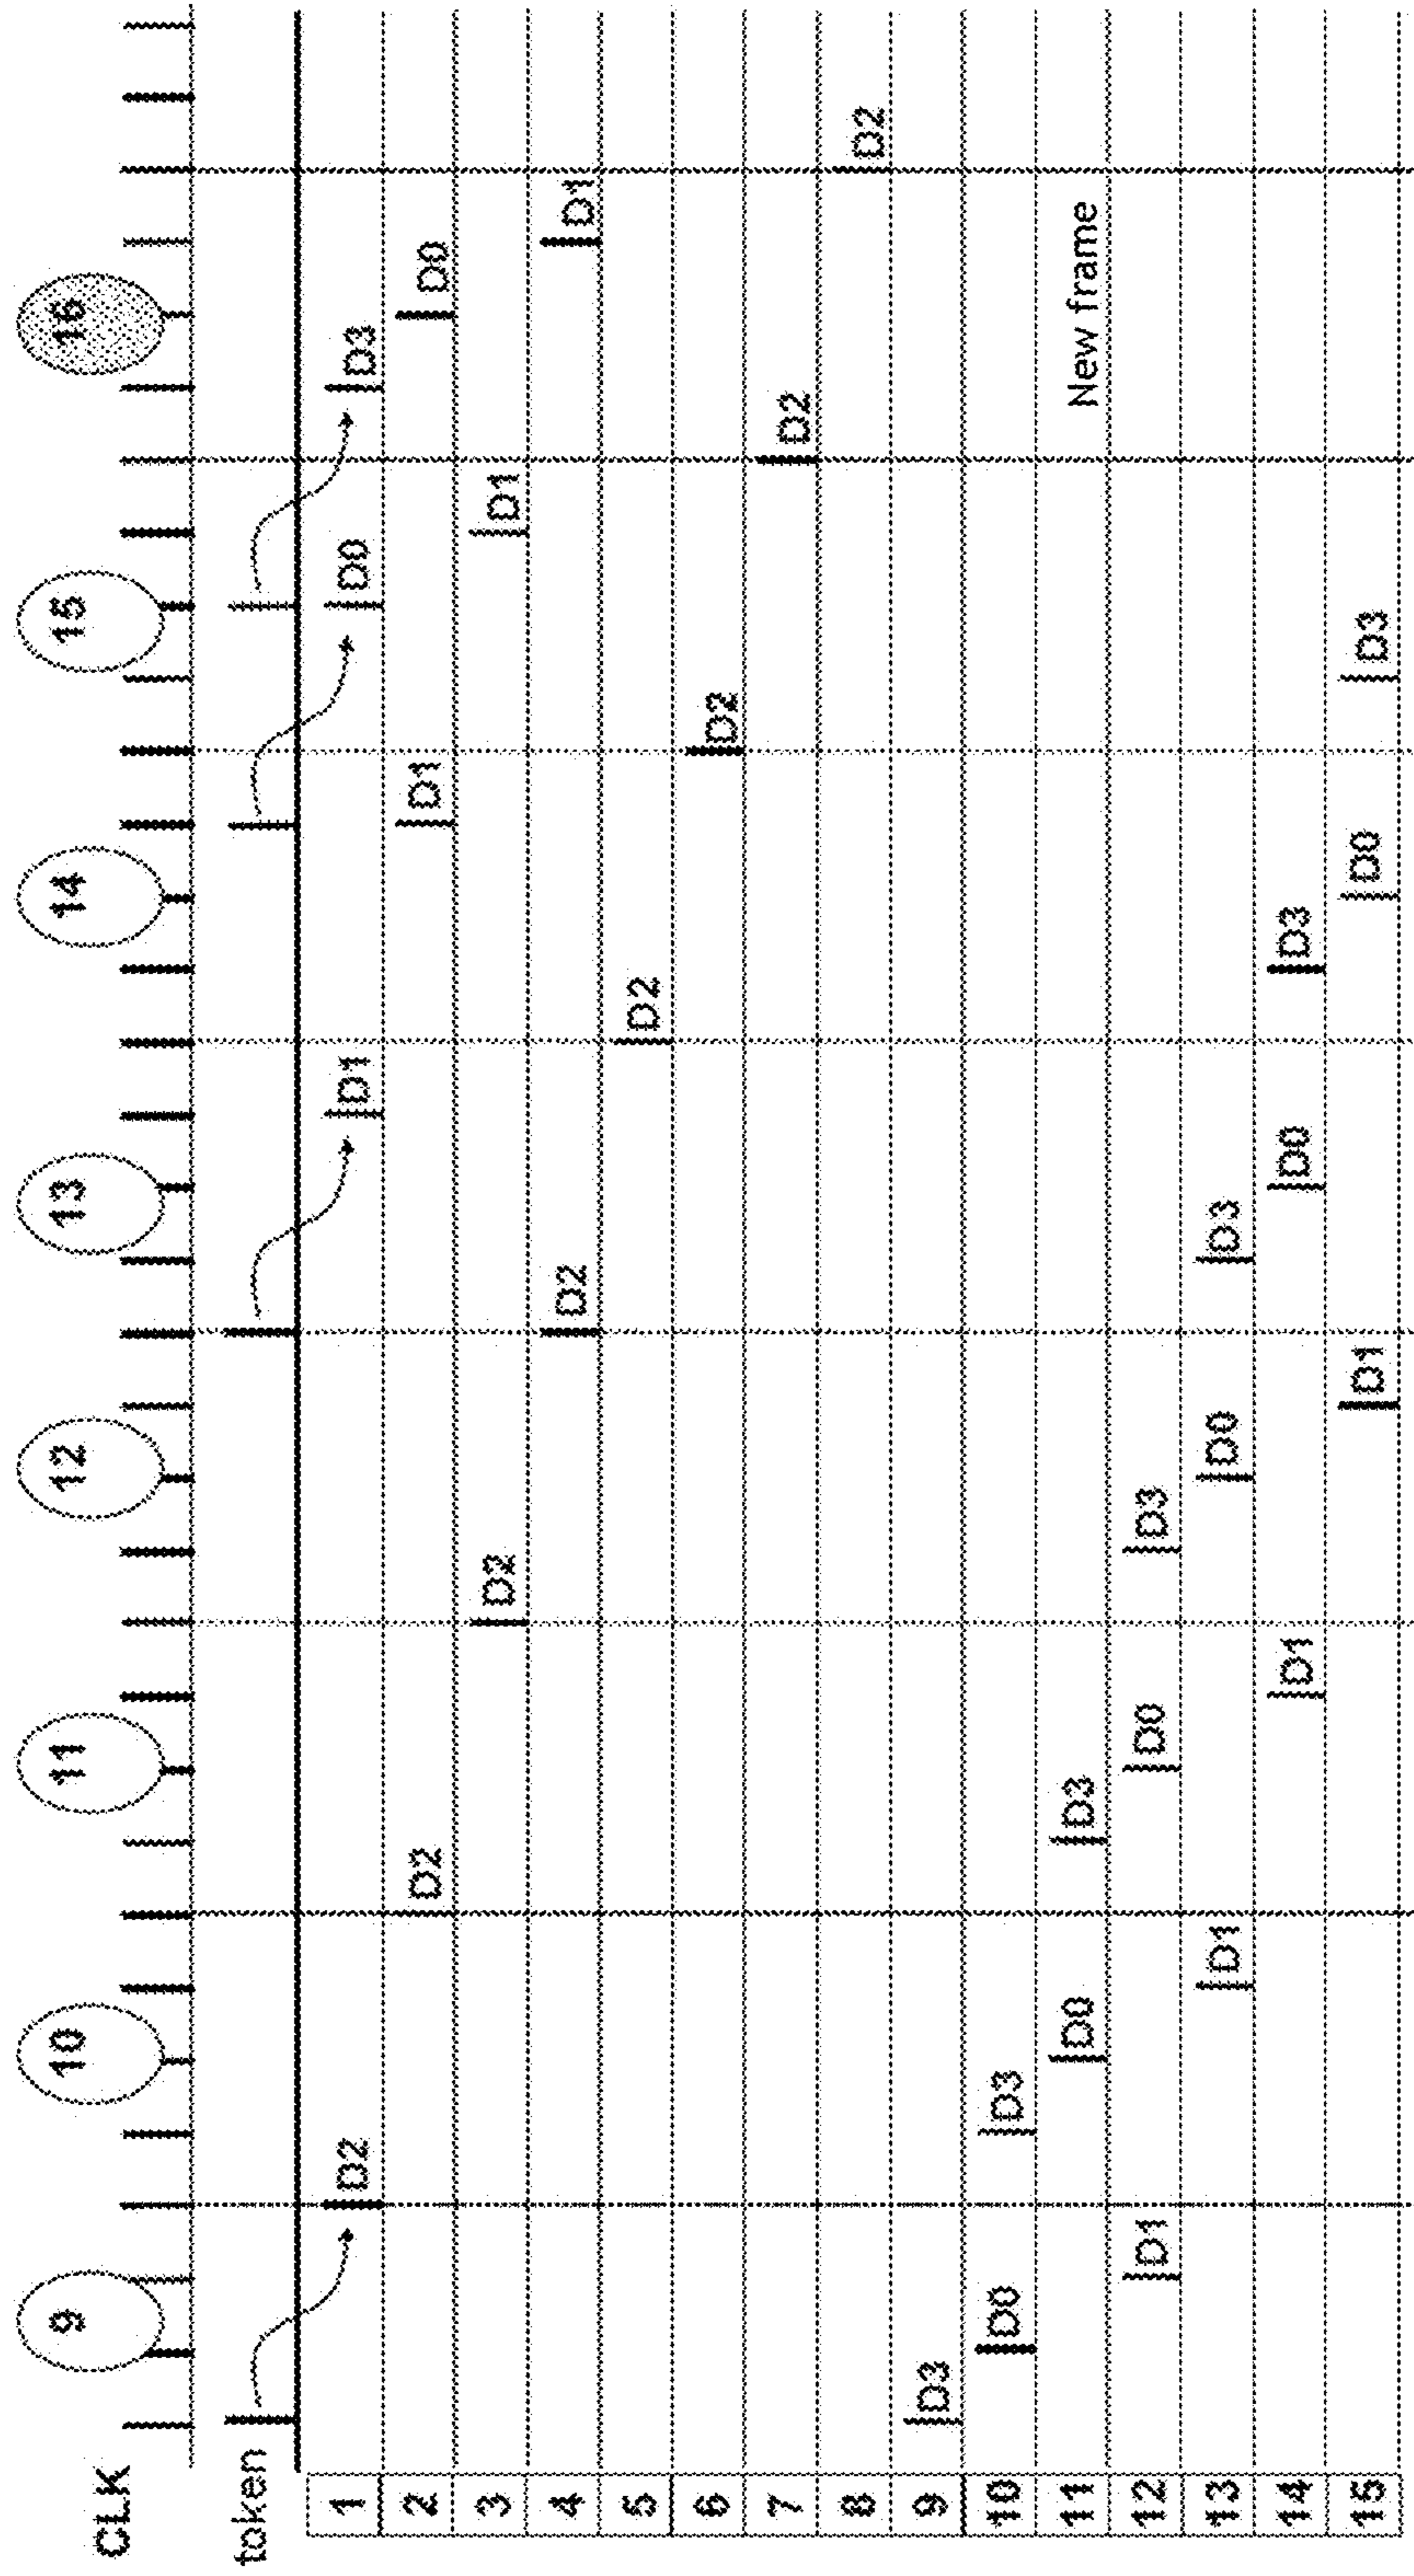 CLK 9 10 11 12 13 14 15 16
token
1 D2 D1 D0 D3
2 D2 D1 D0
3 D2 D1
4 D2 D1
5 D2
6 D2
7 D2
8 D2
9 D3
10 D0 D3
11 D0 D3 New frame
12 D1 D0 D3
13 D1 D0 D3
14 D1 D0 D3
15 D1 D0 D3